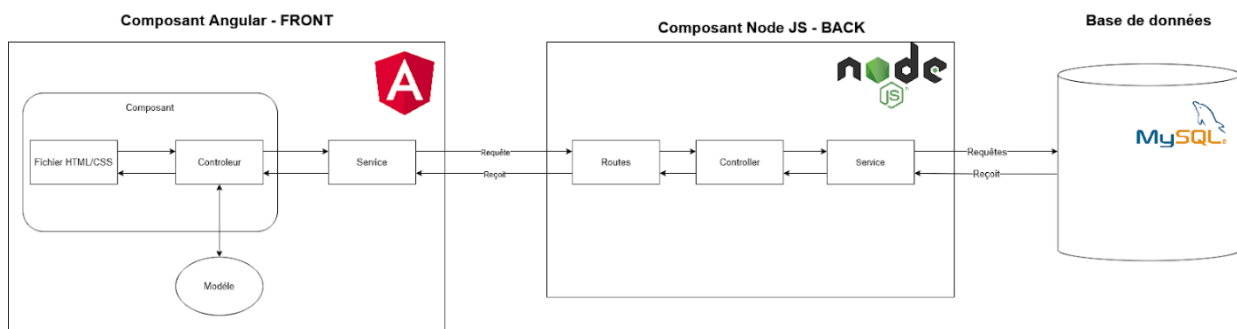 Composant Angular - FRONT
Composant Node JS - BACK
Base de données
A
node
JS
MySQL
Composant
Fichier HTML/CSS
Controleur
Service
Requête
Reçoit
Routes
Controller
Service
Requêtes
Reçoit
Modéle